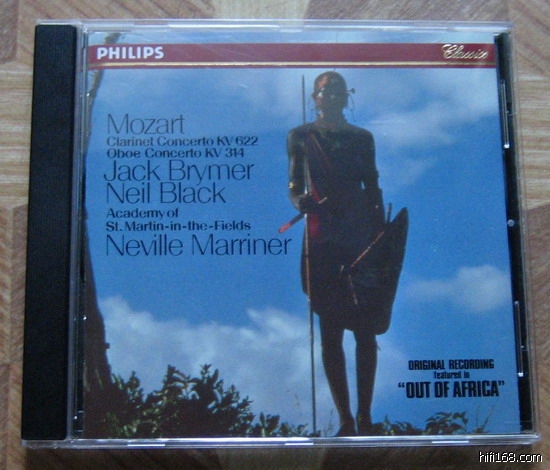 PHILIPS
Classics
Mozart
Clarinet Concerto KV 622
Oboe Concerto KV 314
Jack Brymer
Neil Black
Academy of
St. Martin-in-the-Fields
Neville Marriner
ORIGINAL RECORDING
featured in
"OUT OF AFRICA"
hifi168.com